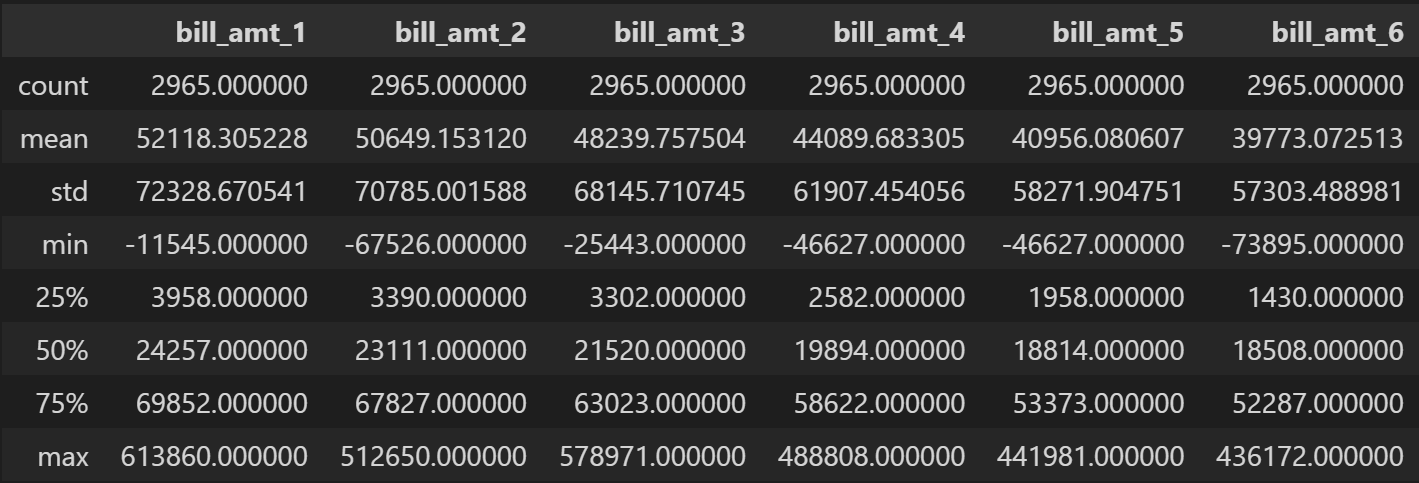 bill_amt_1 bill_amt_2 bill_amt_3 bill_amt_4 bill_amt_5 bill_amt_6
count 2965.000000 2965.000000 2965.000000 2965.000000 2965.000000 2965.000000
mean 52118.305228 50649.153120 48239.757504 44089.683305 40956.080607 39773.072513
std 72328.670541 70785.001588 68145.710745 61907.454056 58271.904751 57303.488981
min -11545.000000 -67526.000000 -25443.000000 -46627.000000 -46627.000000 -73895.000000
25% 3958.000000 3390.000000 3302.000000 2582.000000 1958.000000 1430.000000
50% 24257.000000 23111.000000 21520.000000 19894.000000 18814.000000 18508.000000
75% 69852.000000 67827.000000 63023.000000 58622.000000 53373.000000 52287.000000
max 613860.000000 512650.000000 578971.000000 488808.000000 441981.000000 436172.000000